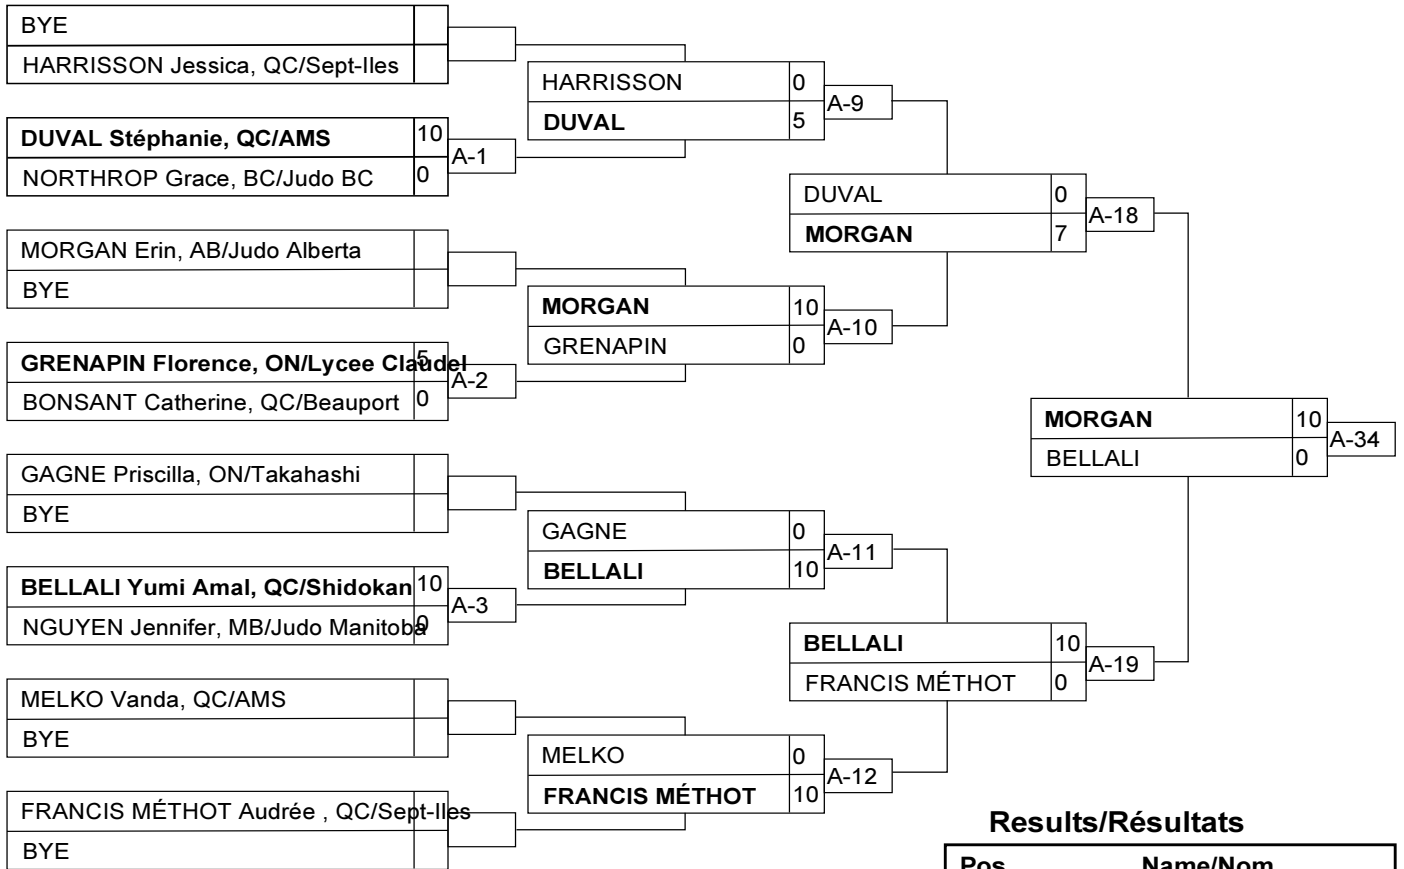 BYE
HARRISSON Jessica, QC/Sept-Iles
DUVAL Stéphanie, QC/AMS 10
NORTHROP Grace, BC/Judo BC 0
A-1
MORGAN Erin, AB/Judo Alberta
BYE
GRENAPIN Florence, ON/Lycee Claudel 5
BONSANT Catherine, QC/Beauport 0
A-2
GAGNE Priscilla, ON/Takahashi
BYE
BELLALI Yumi Amal, QC/Shidokan 10
NGUYEN Jennifer, MB/Judo Manitoba 0
A-3
MELKO Vanda, QC/AMS
BYE
FRANCIS MÉTHOT Audrée , QC/Sept-Iles
BYE
HARRISSON 0
DUVAL 5
A-9
MORGAN 10
GRENAPIN 0
A-10
GAGNE 0
BELLALI 10
A-11
MELKO 0
FRANCIS MÉTHOT 10
A-12
DUVAL 0
MORGAN 7
A-18
BELLALI 10
FRANCIS MÉTHOT 0
A-19
MORGAN 10
BELLALI 0
A-34
Results/Résultats
Pos Name/Nom